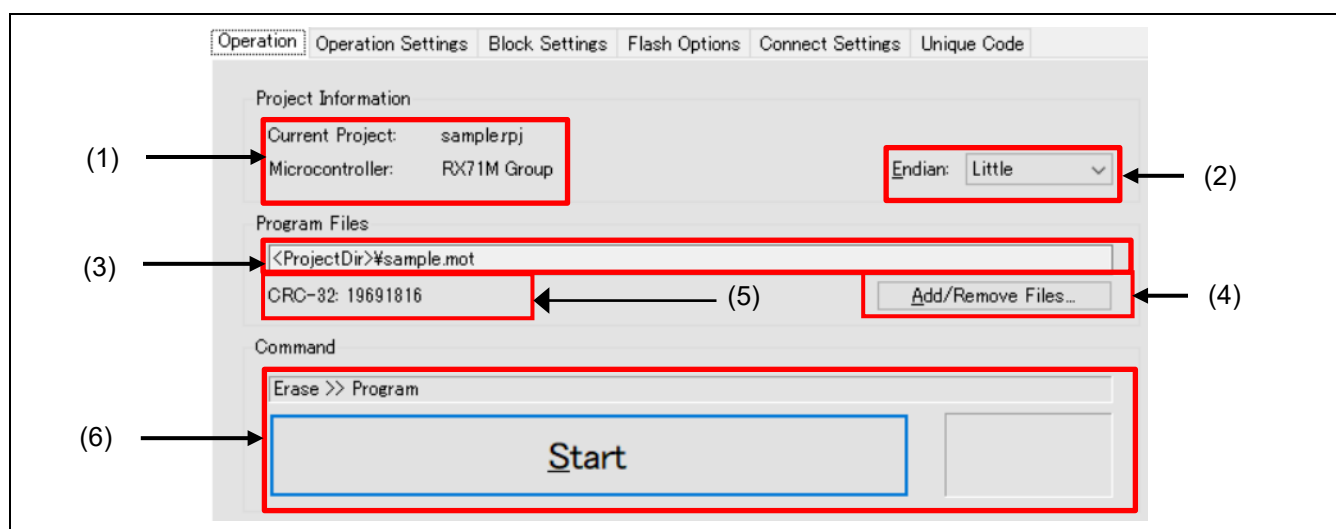 Operation Operation Settings Block Settings Flash Options Connect Settings Unique Code
Project Information
(1)
Current Project: sample.rpj
Microcontroller: RX71M Group
Endian: Little
(2)
Program Files
(3)
<ProjectDir>¥sample.mot
CRC-32: 19691816
(5)
Add/Remove Files...
(4)
Command
Erase >> Program
(6)
Start